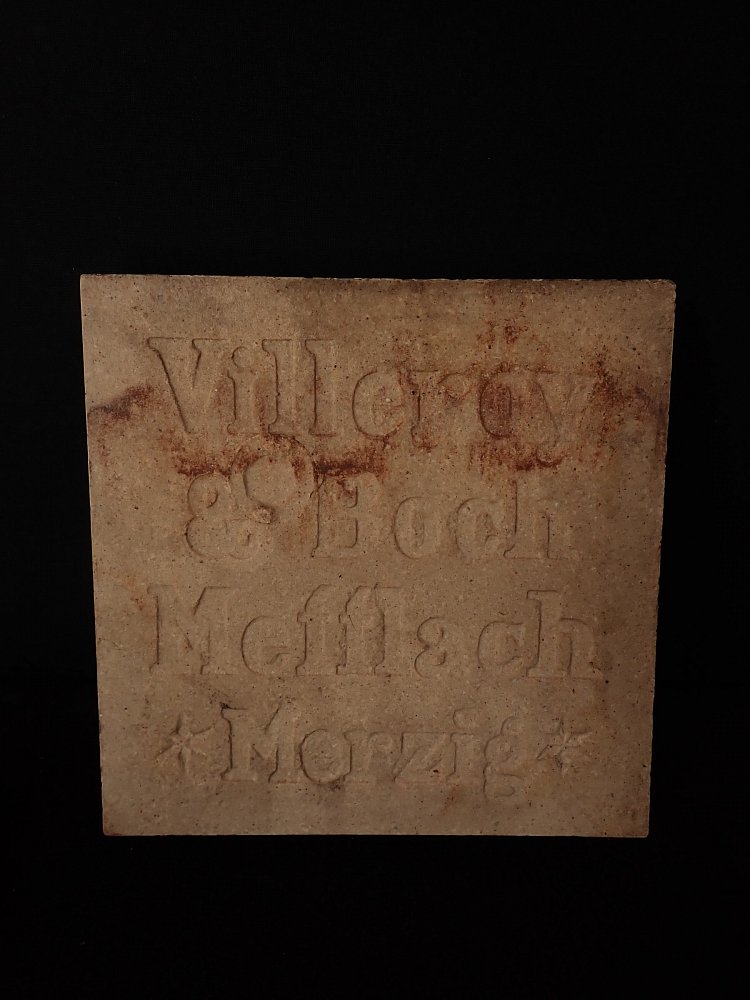 Villeroy
& Boch
Mettlach
* Merzig *